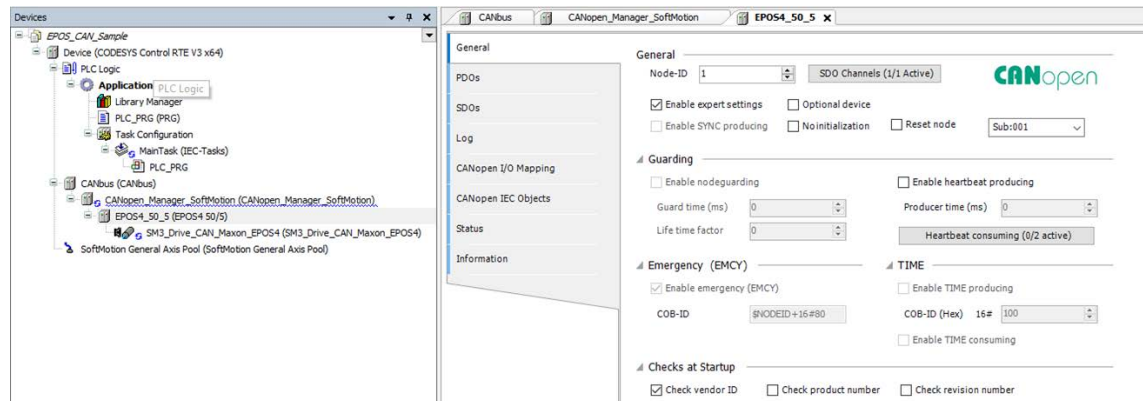 Devices
EPOS_CAN_Sample
Device (CODESYS Control RTE V3 x64)
PLC Logic
Application
PLC Logic
Library Manager
PLC_PRG (PRG)
Task Configuration
MainTask (IEC-Tasks)
PLC_PRG
CANbus (CANbus)
CANopen_Manager_SoftMotion (CANopen_Manager_SoftMotion)
EPOS4_50_5 (EPOS4 50/5)
SM3_Drive_CAN_Maxon_EPOS4 (SM3_Drive_CAN_Maxon_EPOS4)
SoftMotion General Axis Pool (SoftMotion General Axis Pool)
CANbus CANopen_Manager_SoftMotion EPOS4_50_5 X
General
PDOs
SDOs
Log
CANopen I/O Mapping
CANopen IEC Objects
Status
Information
General
Node-ID 1 SDO Channels (1/1 Active) CANopen
Enable expert settings Optional device
Enable SYNC producing No initialization Reset node Sub:001
Guarding
Enable nodeguarding Enable heartbeat producing
Guard time (ms) 0 Producer time (ms) 0
Life time factor 0 Heartbeat consuming (0/2 active)
Emergency (EMCY) TIME
Enable emergency (EMCY) Enable TIME producing
COB-ID $NODEID+16#80 COB-ID (Hex) 16# 100
Enable TIME consuming
Checks at Startup
Check vendor ID Check product number Check revision number